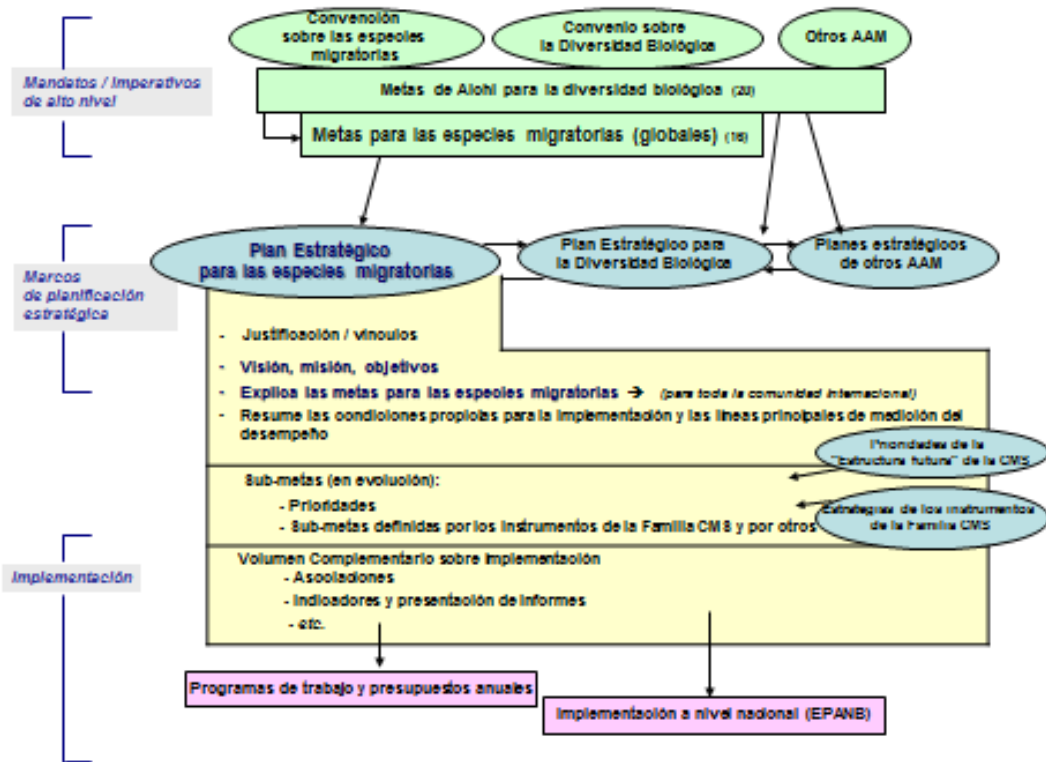 Convención
sobre las especies
migratorias
Convenio sobre
la Diversidad Biológica
Otros AAM
Mandatos / Imperativos
de alto nivel
Metas de Aichi para la diversidad biológica (20)
Metas para las especies migratorias (globales) (16)
Plan Estratégico
para las especies migratorias
Plan Estratégico para
la Diversidad Biológica
Planes estratégicos
de otros AAM
Marcos
de planificación
estratégica
- Justificación / vínculos
- Visión, misión, objetivos
- Explica las metas para las especies migratorias → (para toda la comunidad internacional)
- Resume las condiciones propicias para la implementación y las líneas principales de medición del
desempeño
Prioridades de la
"Estructura futura" de la CMS
Sub-metas (en evolución):
- Prioridades
- Sub-metas definidas por los instrumentos de la Familia CMS y por otros
Estrategias de los instrumentos
de la Familia CMS
Implementación
Volumen Complementario sobre Implementación
- Asociaciones
- Indicadores y presentación de informes
- etc.
Programas de trabajo y presupuestos anuales
Implementación a nivel nacional (EPANB)